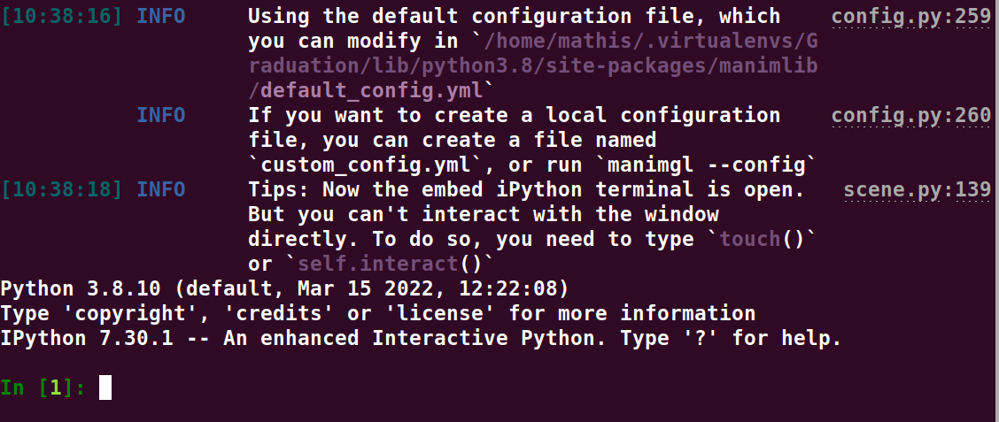 [10:38:16] INFO Using the default configuration file, which config.py:259
you can modify in `/home/mathis/.virtualenvs/G
raduation/lib/python3.8/site-packages/manimlib
/default_config.yml`
INFO If you want to create a local configuration config.py:260
file, you can create a file named
`custom_config.yml`, or run `manimgl --config`
[10:38:18] INFO Tips: Now the embed iPython terminal is open. scene.py:139
But you can't interact with the window
directly. To do so, you need to type `touch()`
or `self.interact()`
Python 3.8.10 (default, Mar 15 2022, 12:22:08)
Type 'copyright', 'credits' or 'license' for more information
IPython 7.30.1 -- An enhanced Interactive Python. Type '?' for help.
In [1]: